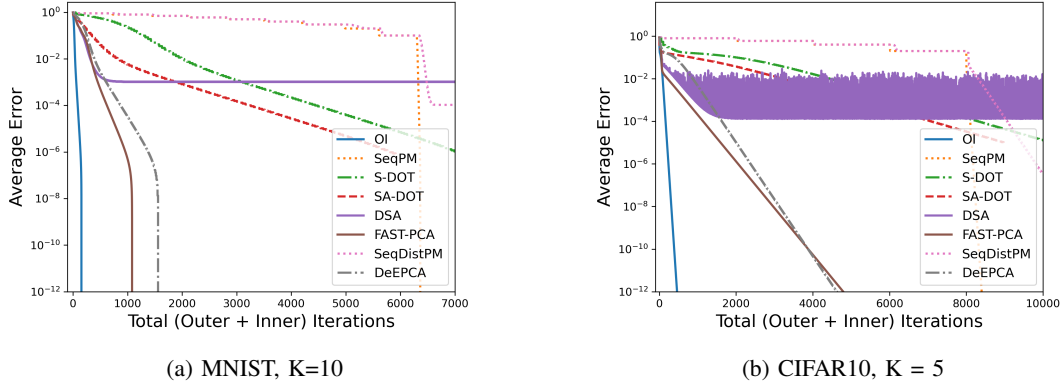 10^0
10^-2
10^-4
10^-6
10^-8
10^-10
10^-12
Average Error
0 1000 2000 3000 4000 5000 6000 7000
Total (Outer + Inner) Iterations
OI
SeqPM
S-DOT
SA-DOT
DSA
FAST-PCA
SeqDistPM
DeEPCA
(a) MNIST, K=10
10^0
10^-2
10^-4
10^-6
10^-8
10^-10
10^-12
Average Error
0 2000 4000 6000 8000 10000
Total (Outer + Inner) Iterations
OI
SeqPM
S-DOT
SA-DOT
DSA
FAST-PCA
SeqDistPM
DeEPCA
(b) CIFAR10, K = 5